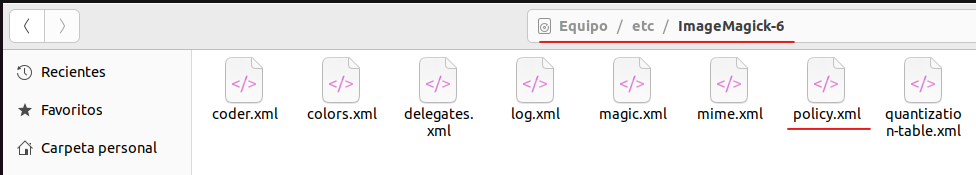 Equipo / etc / ImageMagick-6
Recientes
Favoritos
Carpeta personal
coder.xml
colors.xml
delegates.
xml
log.xml
magic.xml
mime.xml
policy.xml
quantizatio
n-table.xml